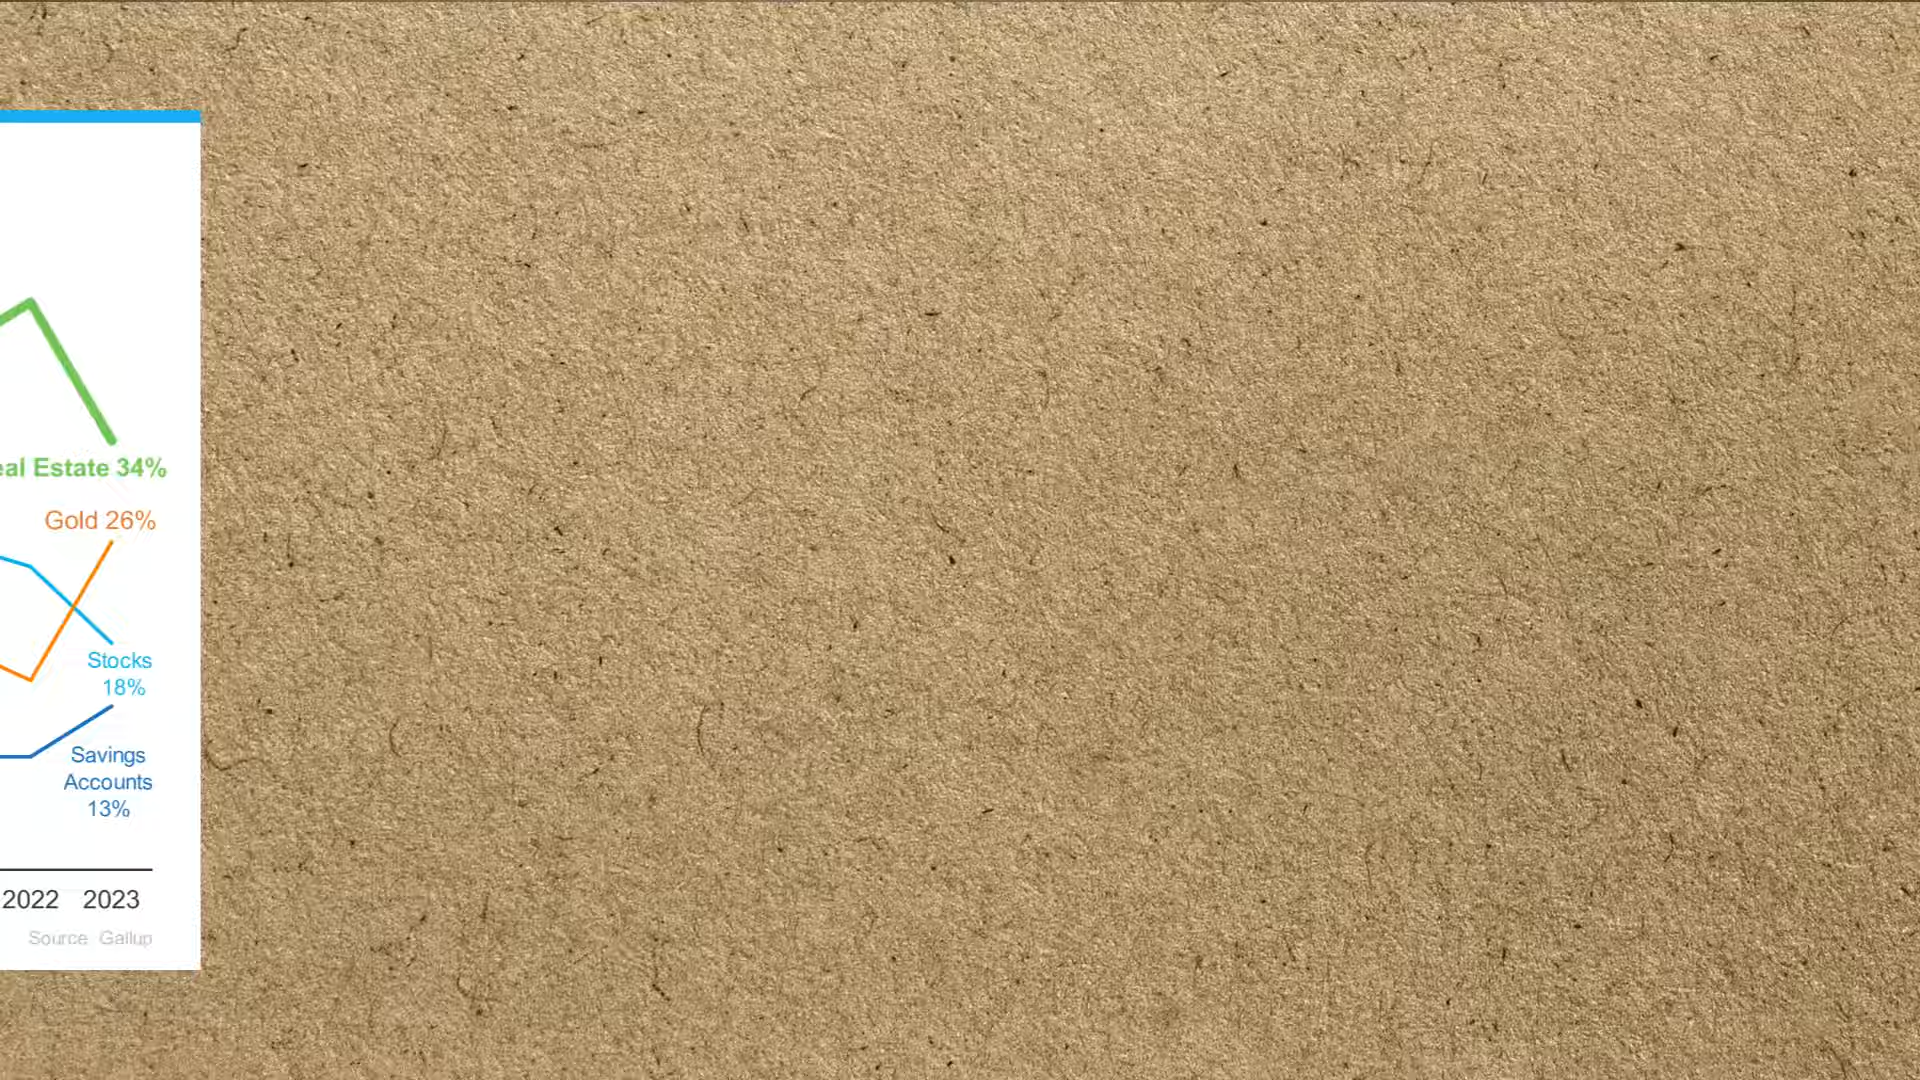 eal Estate 34%
Gold 26%
Stocks
18%
Savings
Accounts
13%
2022 2023
Source Gallup